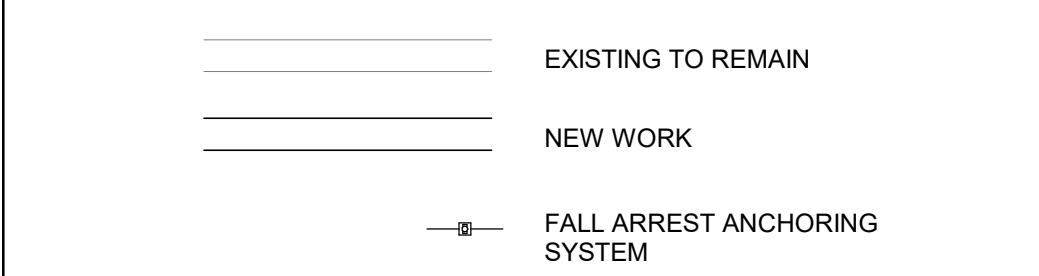 EXISTING TO REMAIN
NEW WORK
FALL ARREST ANCHORING
SYSTEM